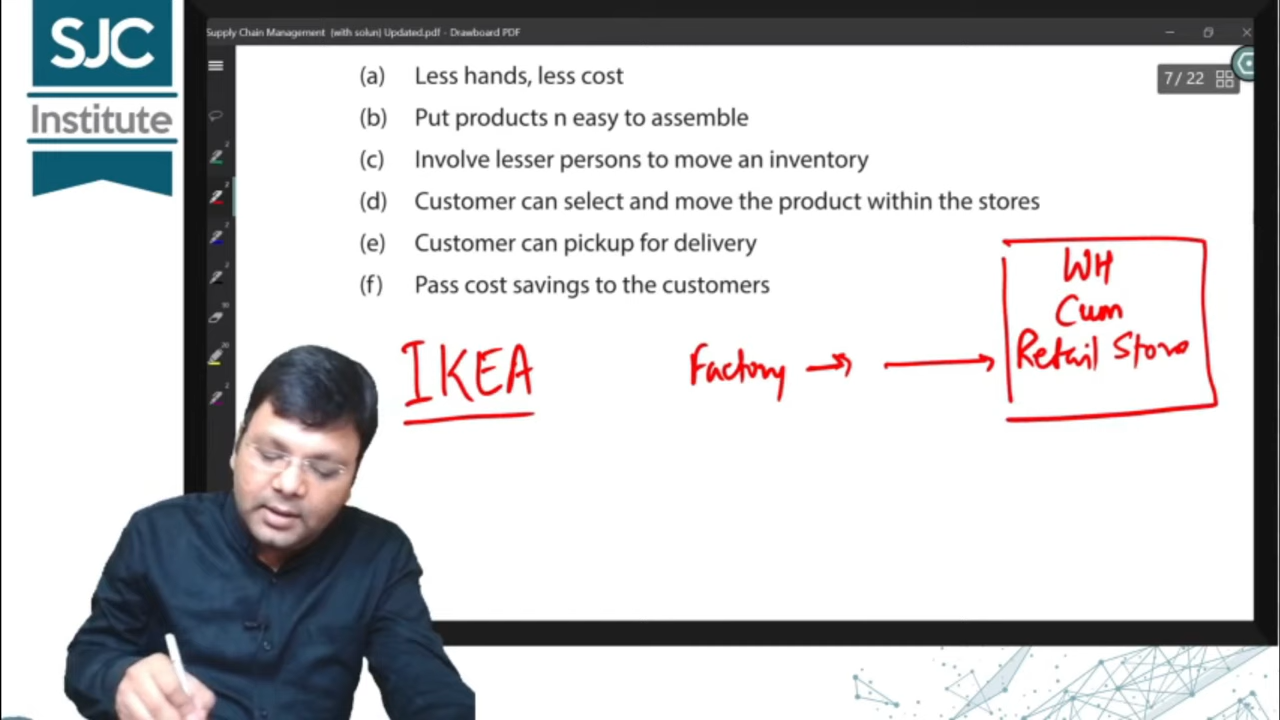 SJC
Institute
Supply Chain Management (with solun) Updated.pdf - Drawboard PDF
7 / 22
(a) Less hands, less cost
(b) Put products n easy to assemble
(c) Involve lesser persons to move an inventory
(d) Customer can select and move the product within the stores
(e) Customer can pickup for delivery
(f) Pass cost savings to the customers
IKEA
Factory
WH
Cum
Retail Store